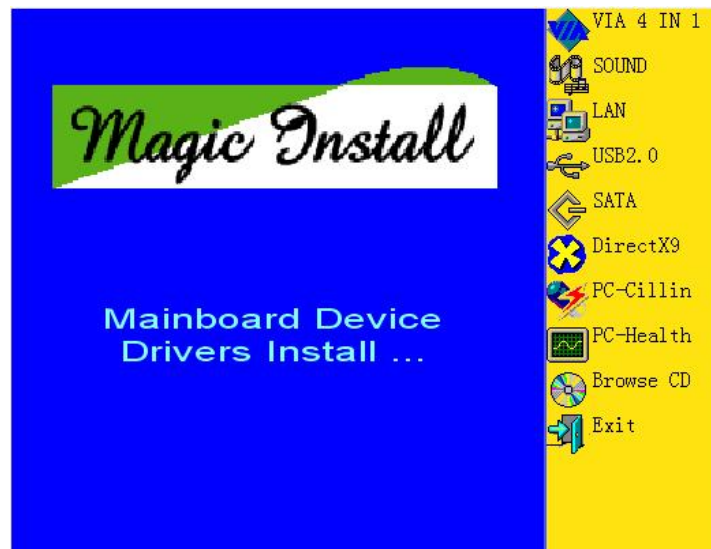 Magic Install
Mainboard Device
Drivers Install ...
VIA
VIA 4 IN 1
SOUND
LAN
USB2.0
SATA
DirectX9
PC-Cillin
PC-Health
Browse CD
Exit